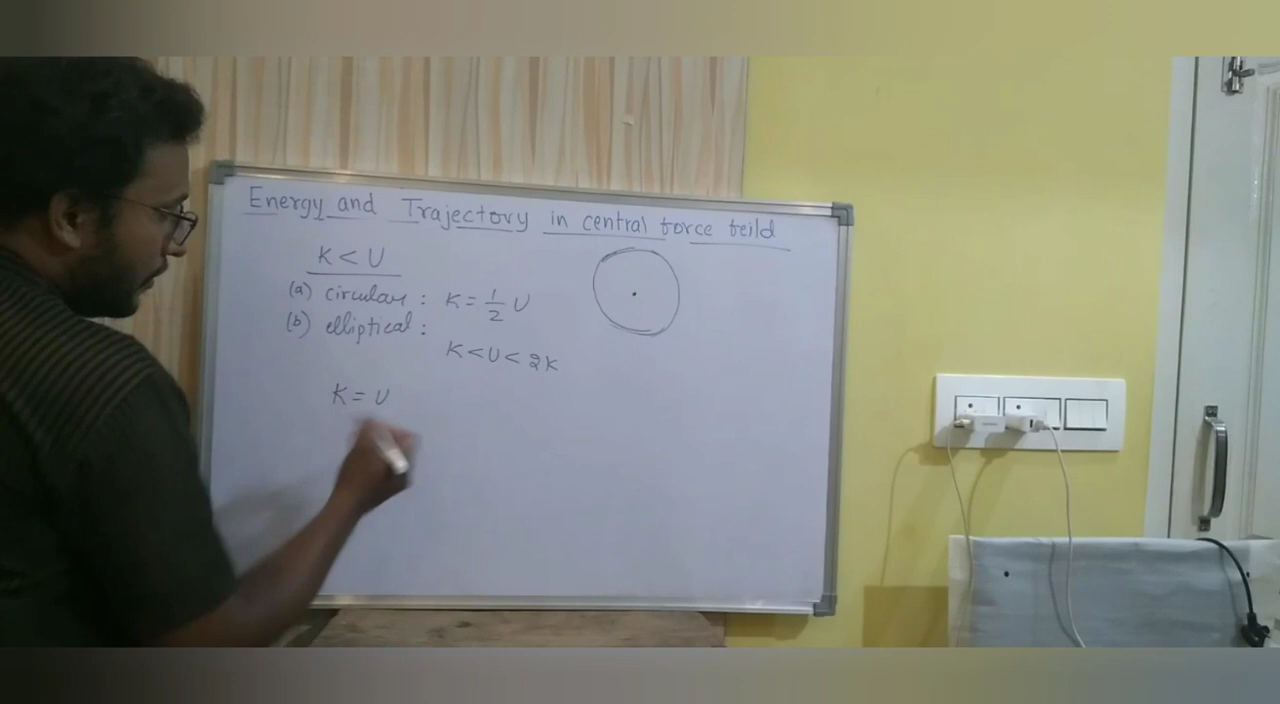 Energy and Trajectory in central force feild
K < U
(a) circular : K = 1/2 U
(b) elliptical :
K < U < 2K
K = U